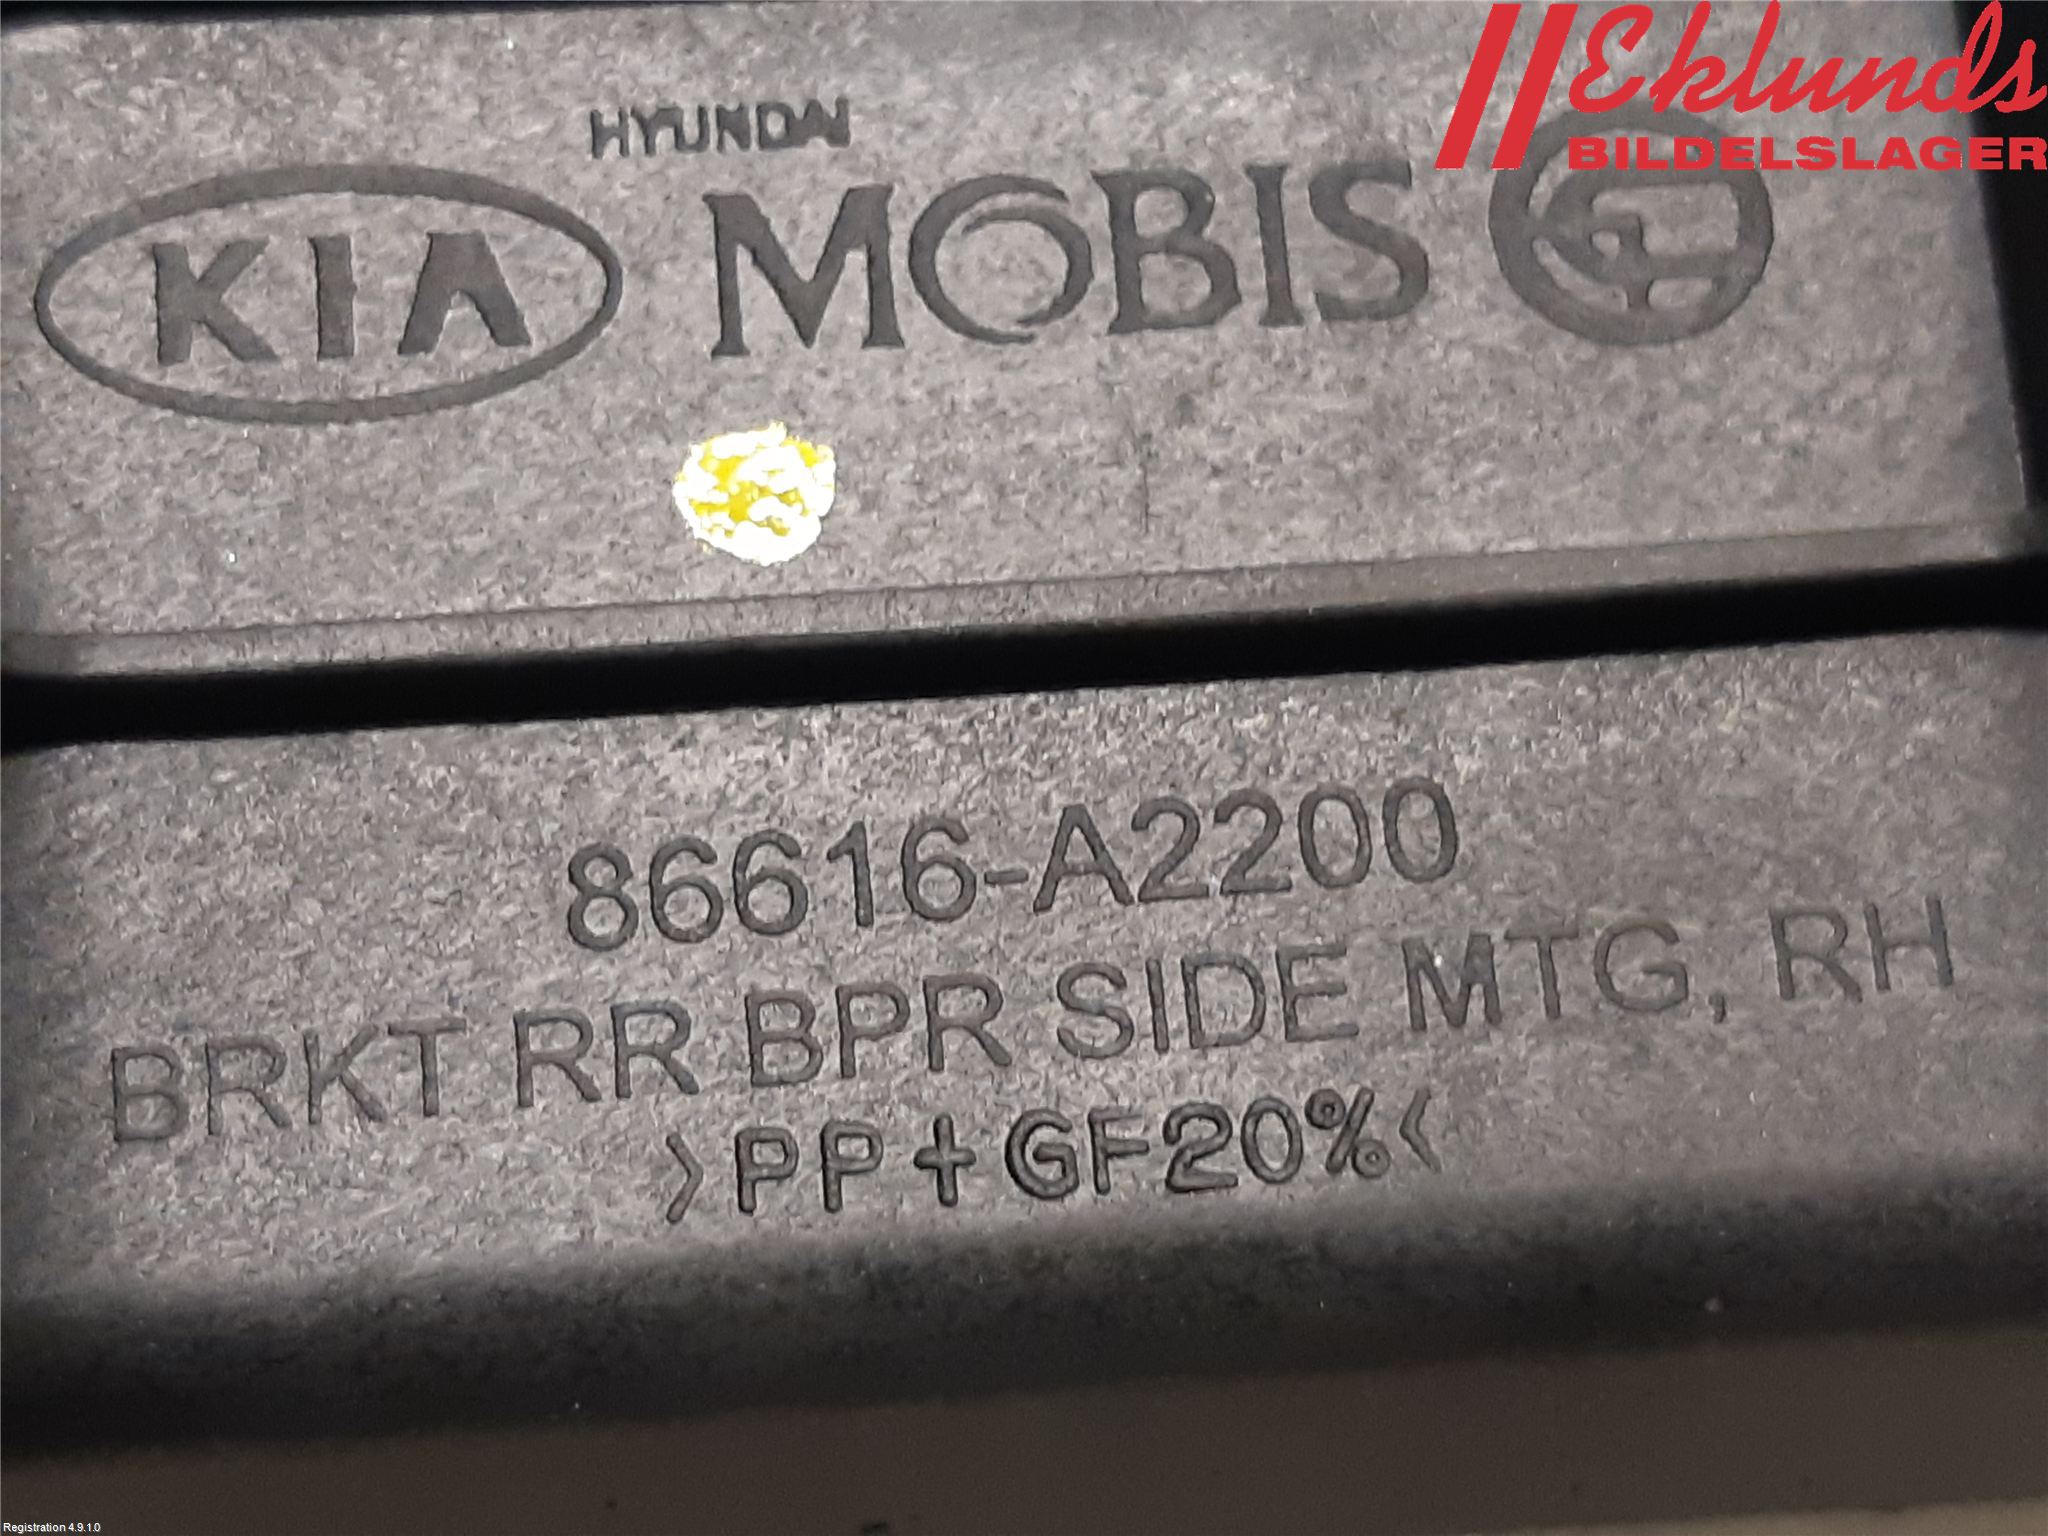 Eklunds
BILDELSLAGER
HYUNDAI
KIA MOBIS
86616-A2200
BRKT RR BPR SIDE MTG, RH
>PP+GF20%<
Registration 4.9.1.0